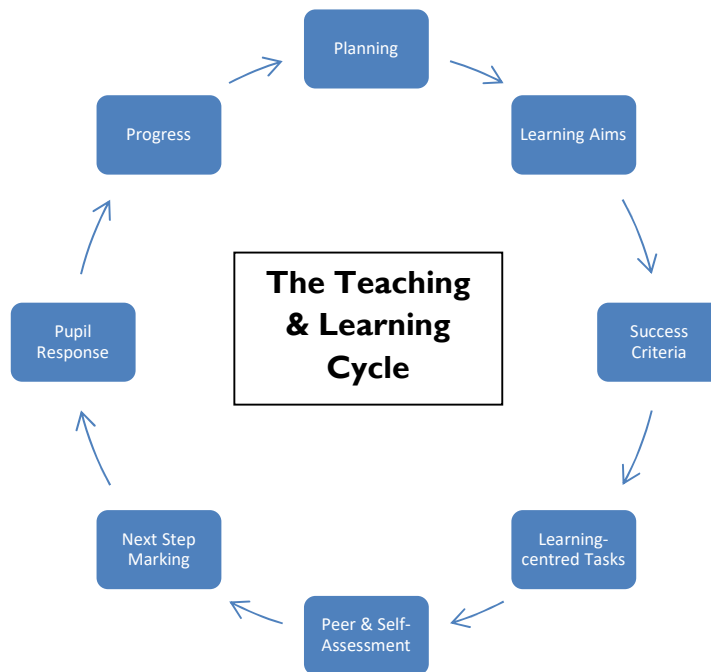 Planning
Learning Aims
Success
Criteria
Learning-
centred Tasks
Peer & Self-
Assessment
Next Step
Marking
Pupil
Response
Progress
The Teaching
& Learning
Cycle